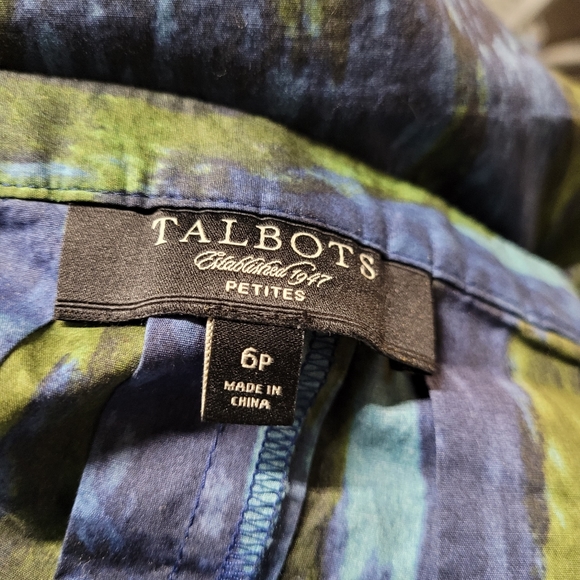 TALBOTS
Established 1947
PETITES
6P
MADE IN
CHINA